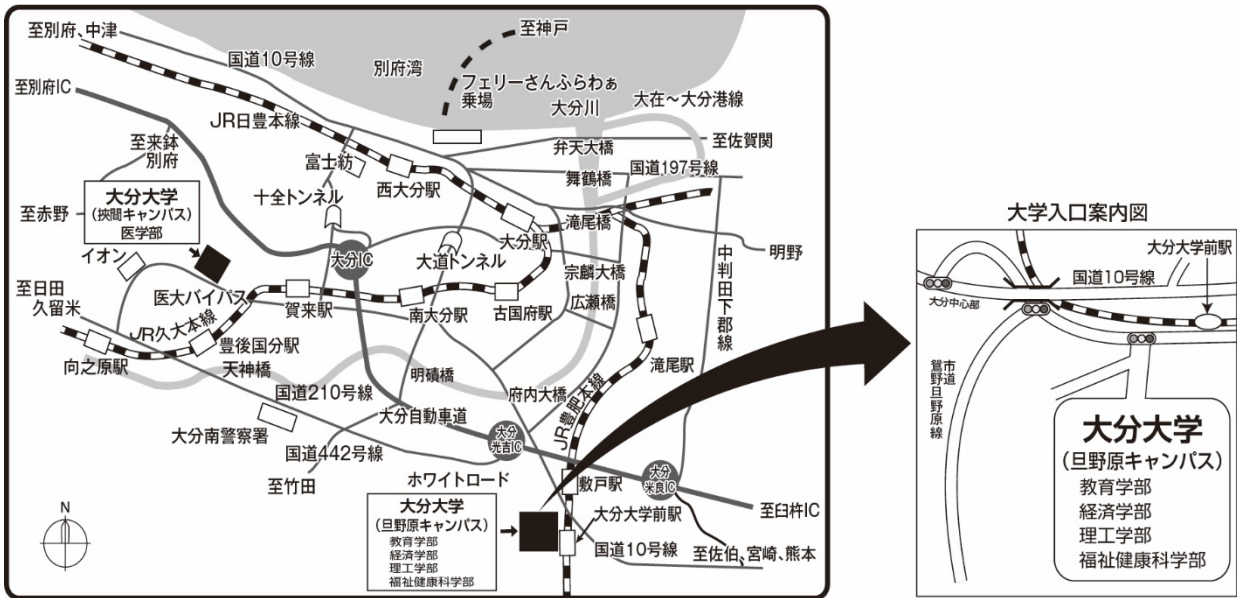 至別府、中津
国道10号線
至神戸
別府湾
至別府IC
フェリーさんふらわぁ
乗場
大分川
大在～大分港線
JR日豊本線
至来鉢
別府
富士紡
弁天大橋
至佐賀関
舞鶴橋
国道197号線
西大分駅
十全トンネル
大分大学
(挾間キャンパス)
医学部
至赤野
大分駅
滝尾橋
明野
イオン
大分IC
大道トンネル
宗麟大橋
中判田下郡線
至日田
久留米
医大バイパス
賀来駅
南大分駅
古国府駅
広瀬橋
JR久大本線
豊後国分駅
向之原駅
天神橋
明磧橋
府内大橋
滝尾駅
国道210号線
大分自動車道
JR豊肥本線
大分南警察署
国道442号線
至竹田
大分
光吉IC
大分
米良IC
ホワイトロード
敷戸駅
大分大学
(旦野原キャンパス)
教育学部
経済学部
理工学部
福祉健康科学部
大分大学前駅
至臼杵IC
国道10号線
至佐伯、宮崎、熊本
N
大学入口案内図
大分大学前駅
国道10号線
大分中心部
市道
鴛野旦野原線
大分大学
(旦野原キャンパス)
教育学部
経済学部
理工学部
福祉健康科学部